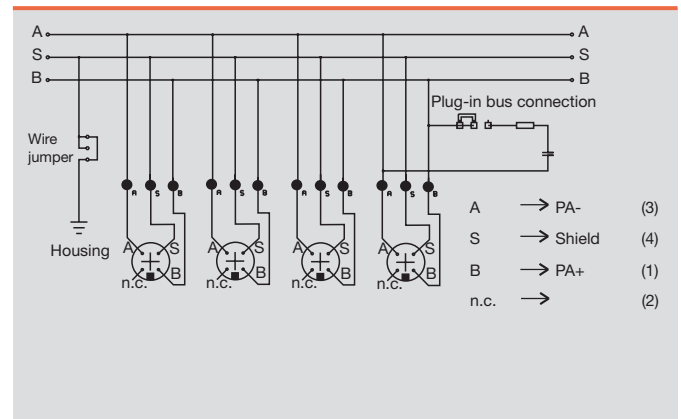 A A
S S
B B
Plug-in bus connection
Wire
jumper
A S B A S B A S B A S B
Housing
A S A S A S A S
B B B B
n.c. n.c. n.c. n.c.
A → PA- (3)
S → Shield (4)
B → PA+ (1)
n.c. → (2)